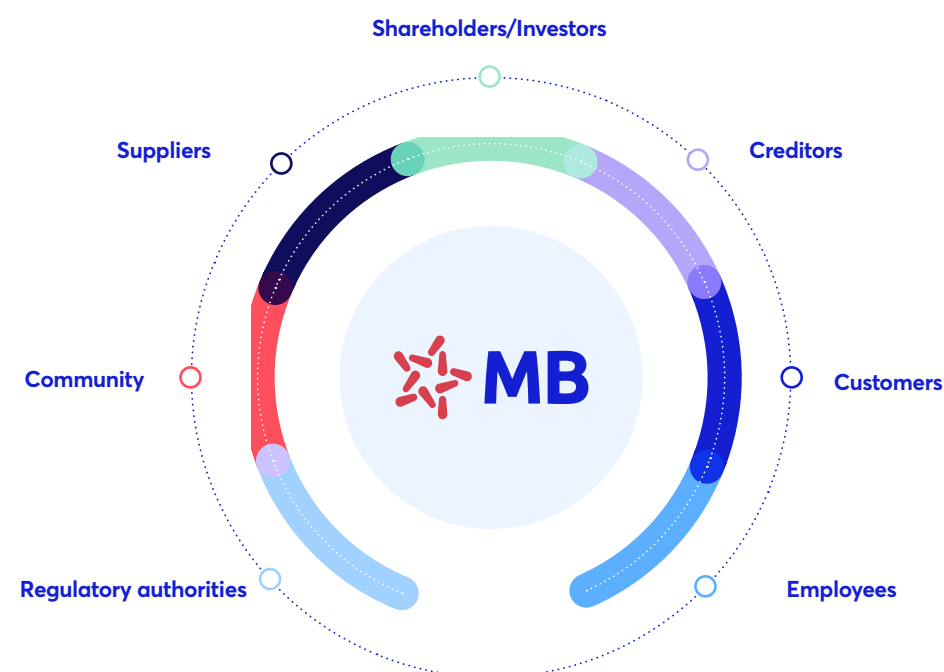 Shareholders/Investors
Suppliers
Creditors
MB
Community
Customers
Regulatory authorities
Employees